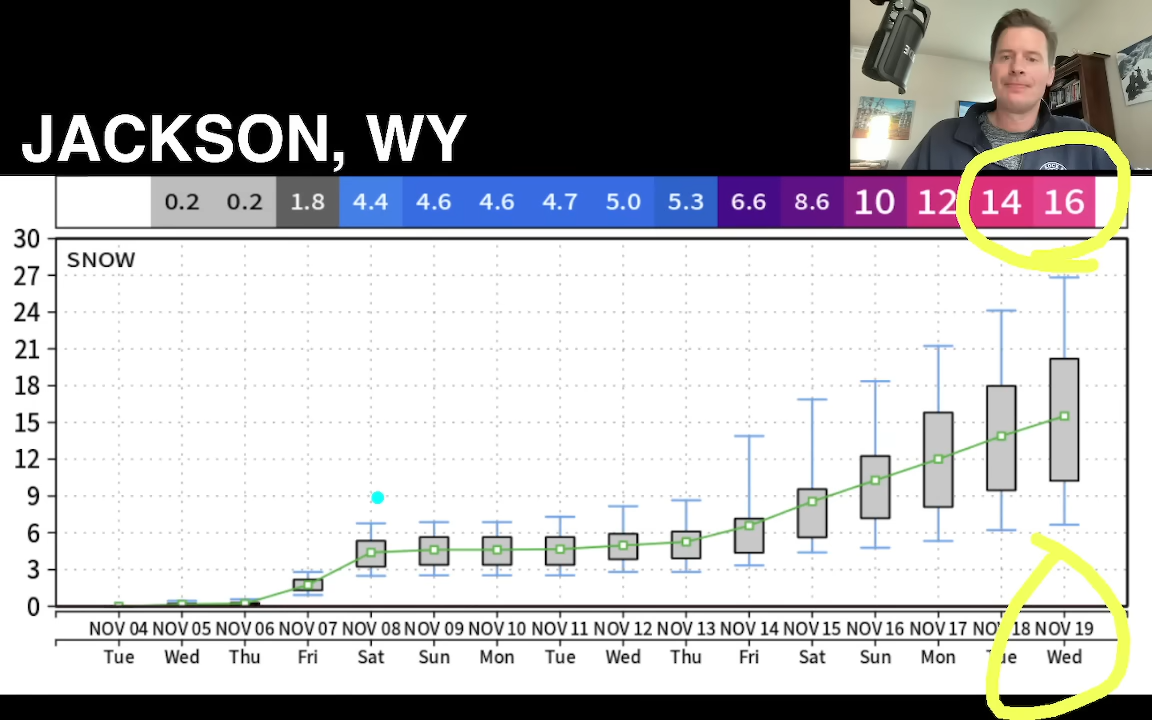 JACKSON, WY
0.2 0.2 1.8 4.4 4.6 4.6 4.7 5.0 5.3 6.6 8.6 10 12 14 16
30
SNOW
27
24
21
18
15
12
9
6
3
0
NOV 04 NOV 05 NOV 06 NOV 07 NOV 08 NOV 09 NOV 10 NOV 11 NOV 12 NOV 13 NOV 14 NOV 15 NOV 16 NOV 17 NOV 18 NOV 19
Tue Wed Thu Fri Sat Sun Mon Tue Wed Thu Fri Sat Sun Mon Tue Wed